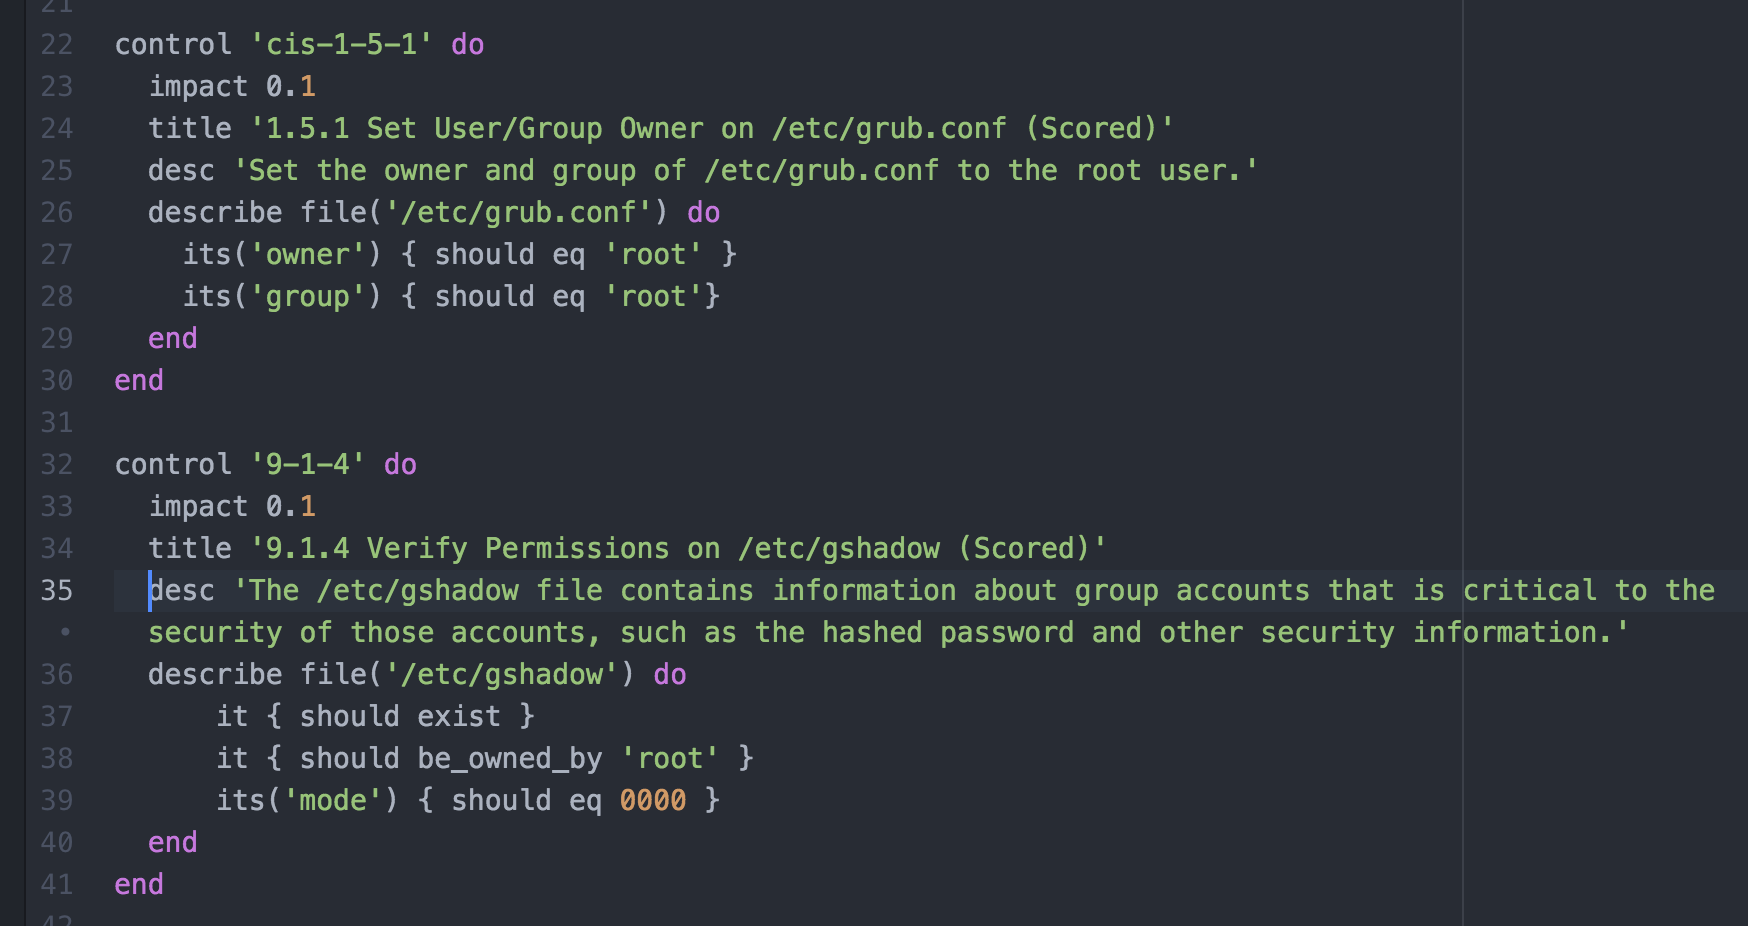 21
22 control 'cis-1-5-1' do
23   impact 0.1
24   title '1.5.1 Set User/Group Owner on /etc/grub.conf (Scored)'
25   desc 'Set the owner and group of /etc/grub.conf to the root user.'
26   describe file('/etc/grub.conf') do
27     its('owner') { should eq 'root' }
28     its('group') { should eq 'root'}
29   end
30 end
31
32 control '9-1-4' do
33   impact 0.1
34   title '9.1.4 Verify Permissions on /etc/gshadow (Scored)'
35   desc 'The /etc/gshadow file contains information about group accounts that is critical to the
•   security of those accounts, such as the hashed password and other security information.'
36   describe file('/etc/gshadow') do
37       it { should exist }
38       it { should be_owned_by 'root' }
39       its('mode') { should eq 0000 }
40   end
41 end
42